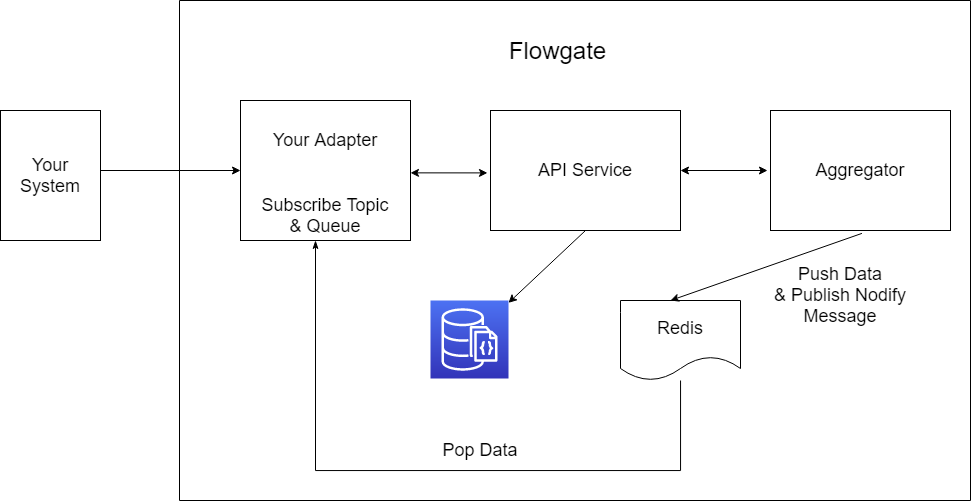 Flowgate
Your
System
Your Adapter
Subscribe Topic
& Queue
API Service
Aggregator
Push Data
& Publish Nodify
Message
Redis
{}
Pop Data